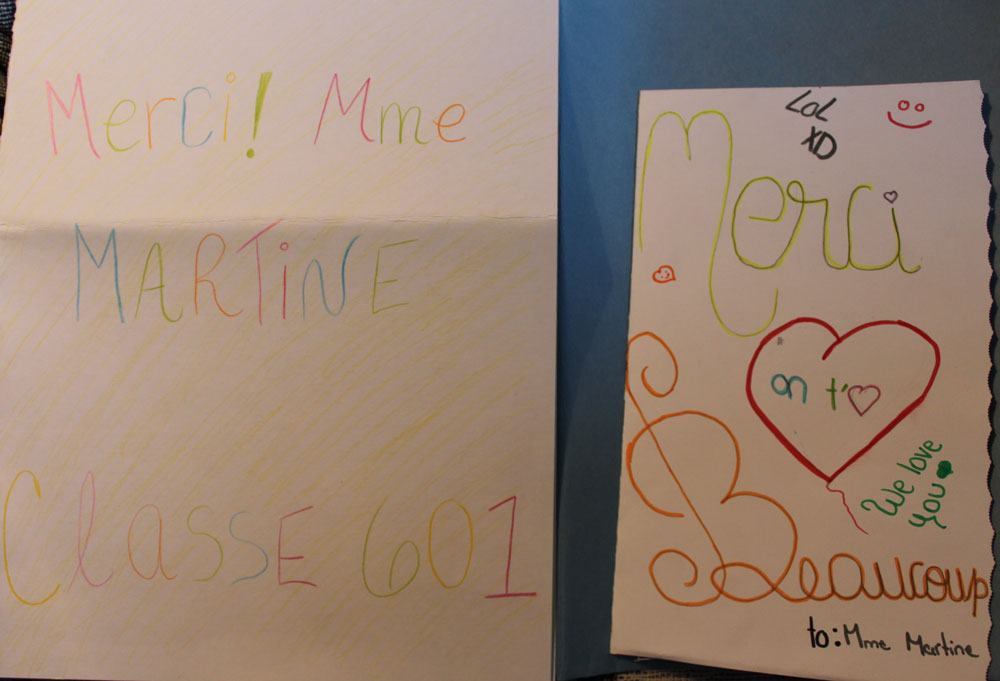 Merci! Mme
MARTiNE
Classe 601
LoL
XD
Merci
on t'♡
We love
you
Beaucoup
to: Mme Martine